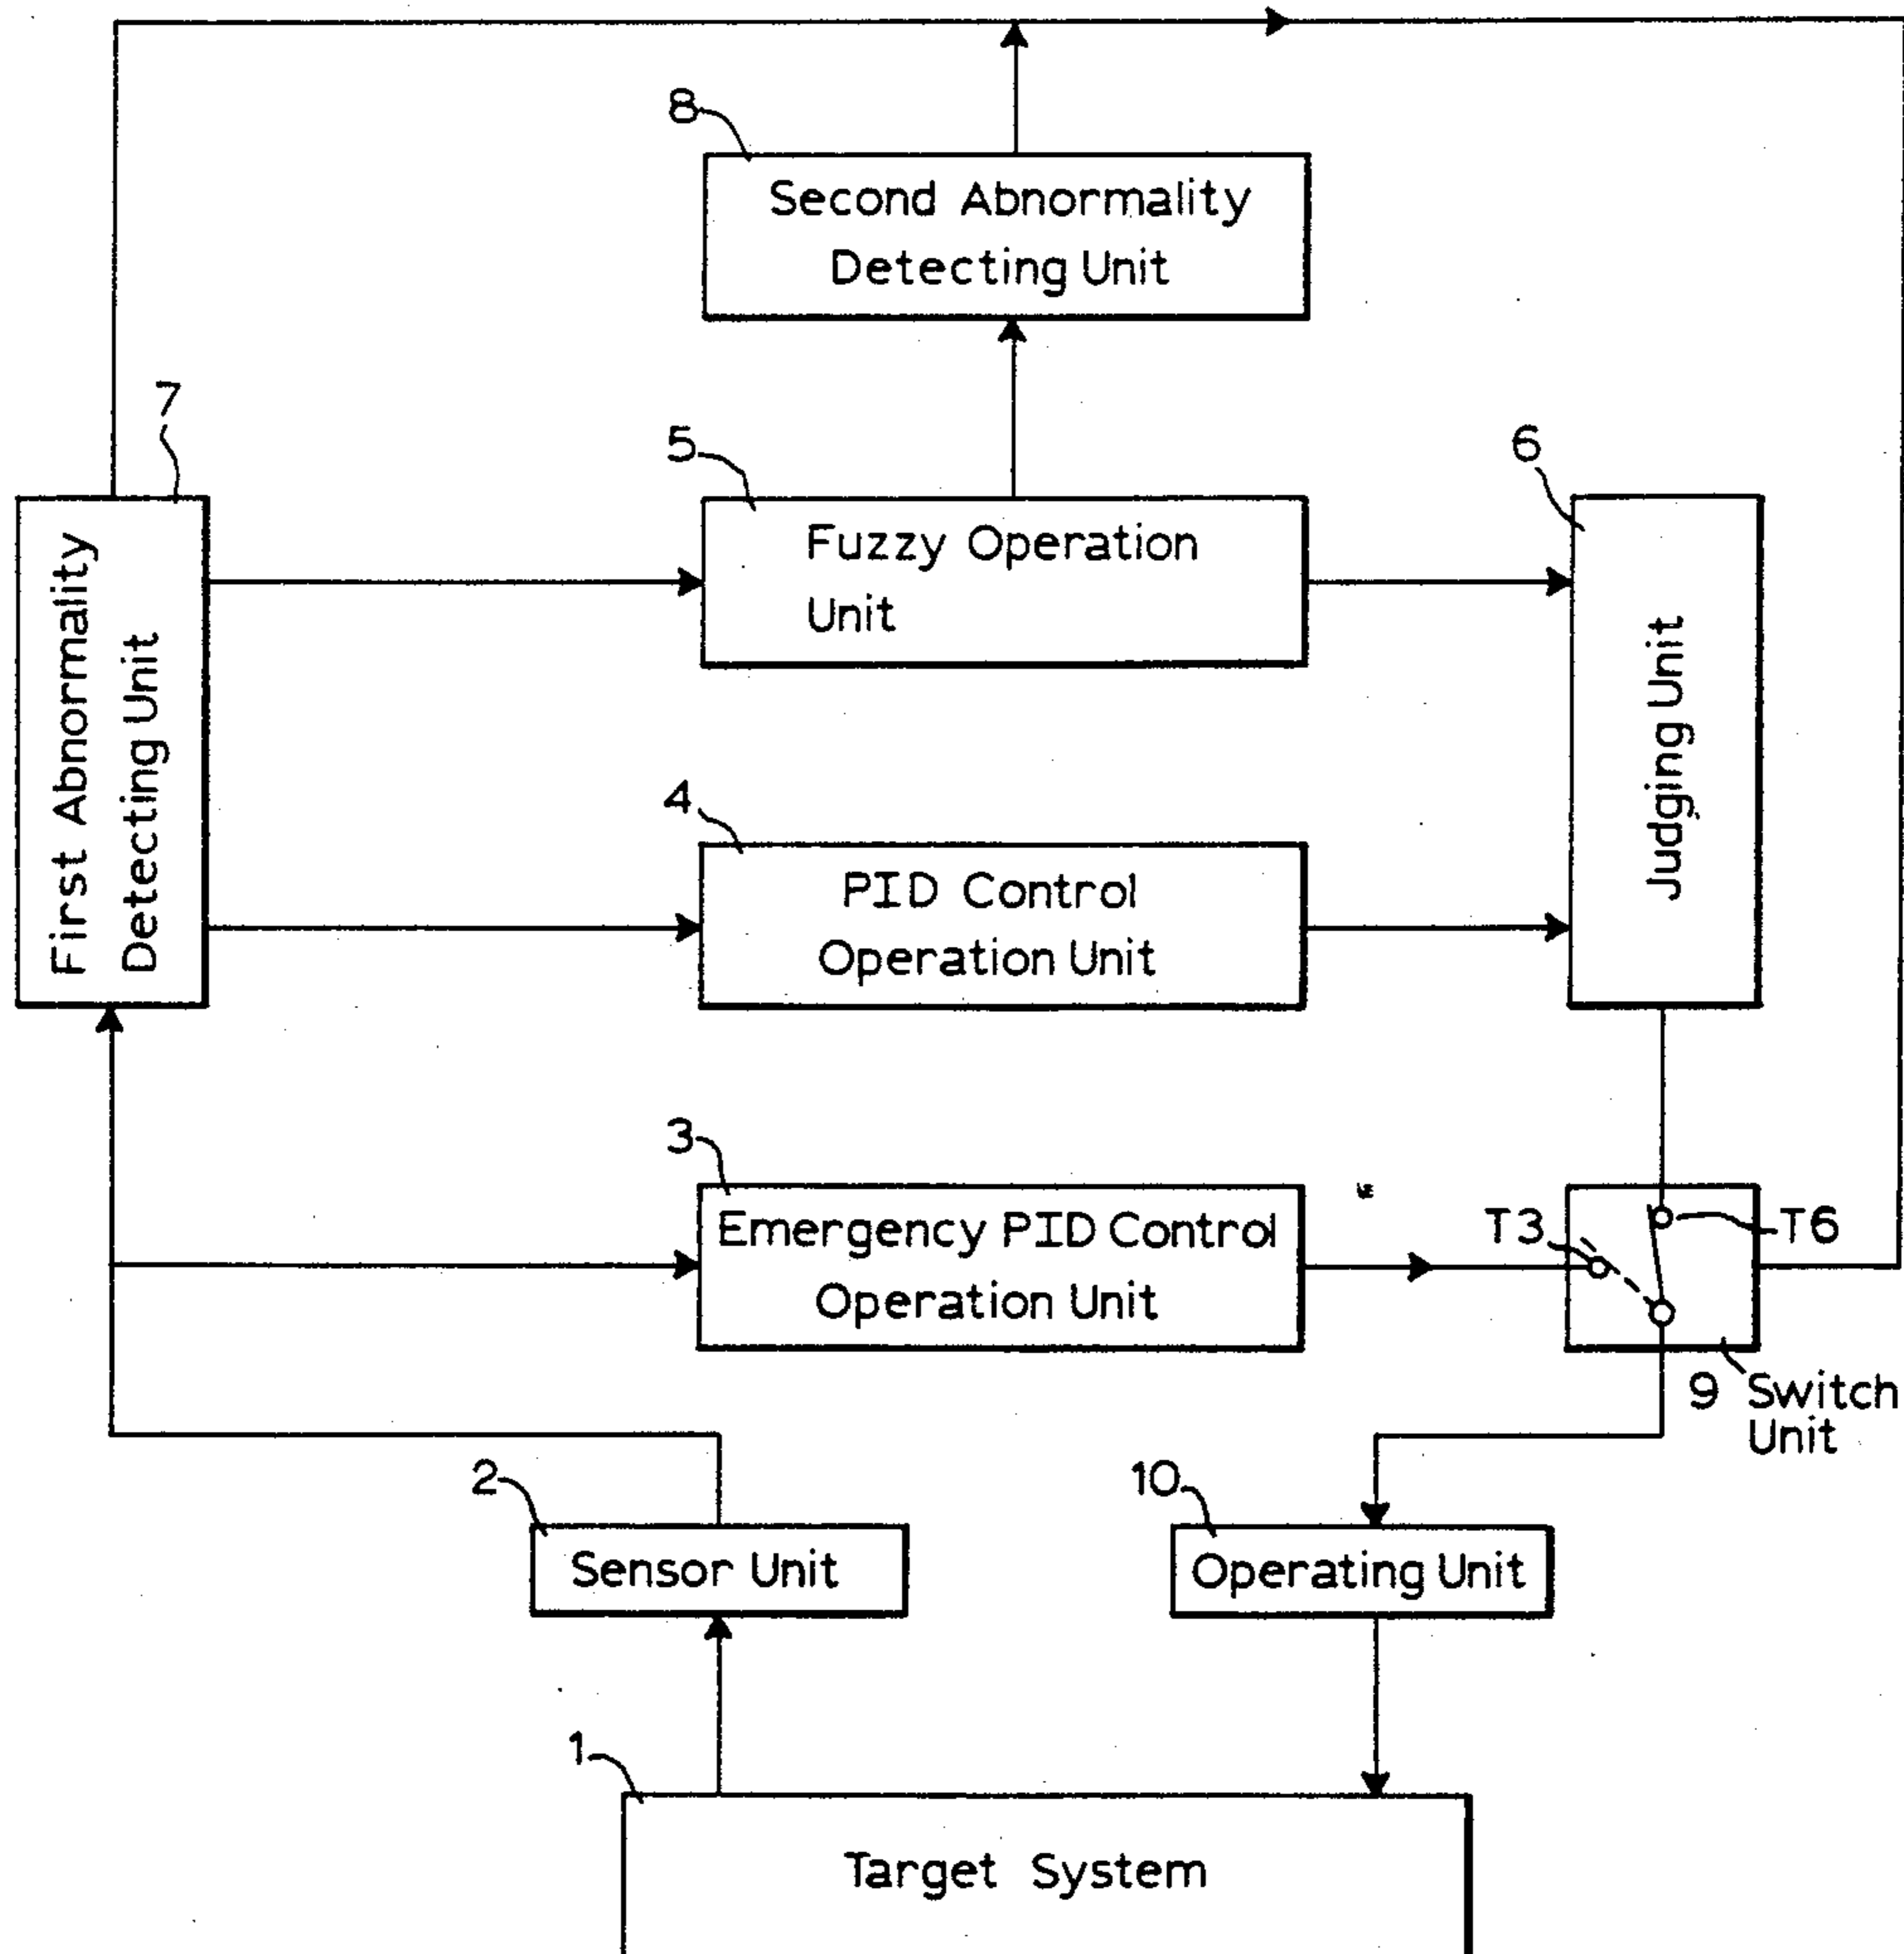 8
Second Abnormality
Detecting Unit
7
First Abnormality
Detecting Unit
5
Fuzzy Operation
Unit
6
Judging Unit
4
PID Control
Operation Unit
3
Emergency PID Control
Operation Unit
T3
T6
9 Switch
Unit
2
Sensor Unit
10
Operating Unit
1
Target System